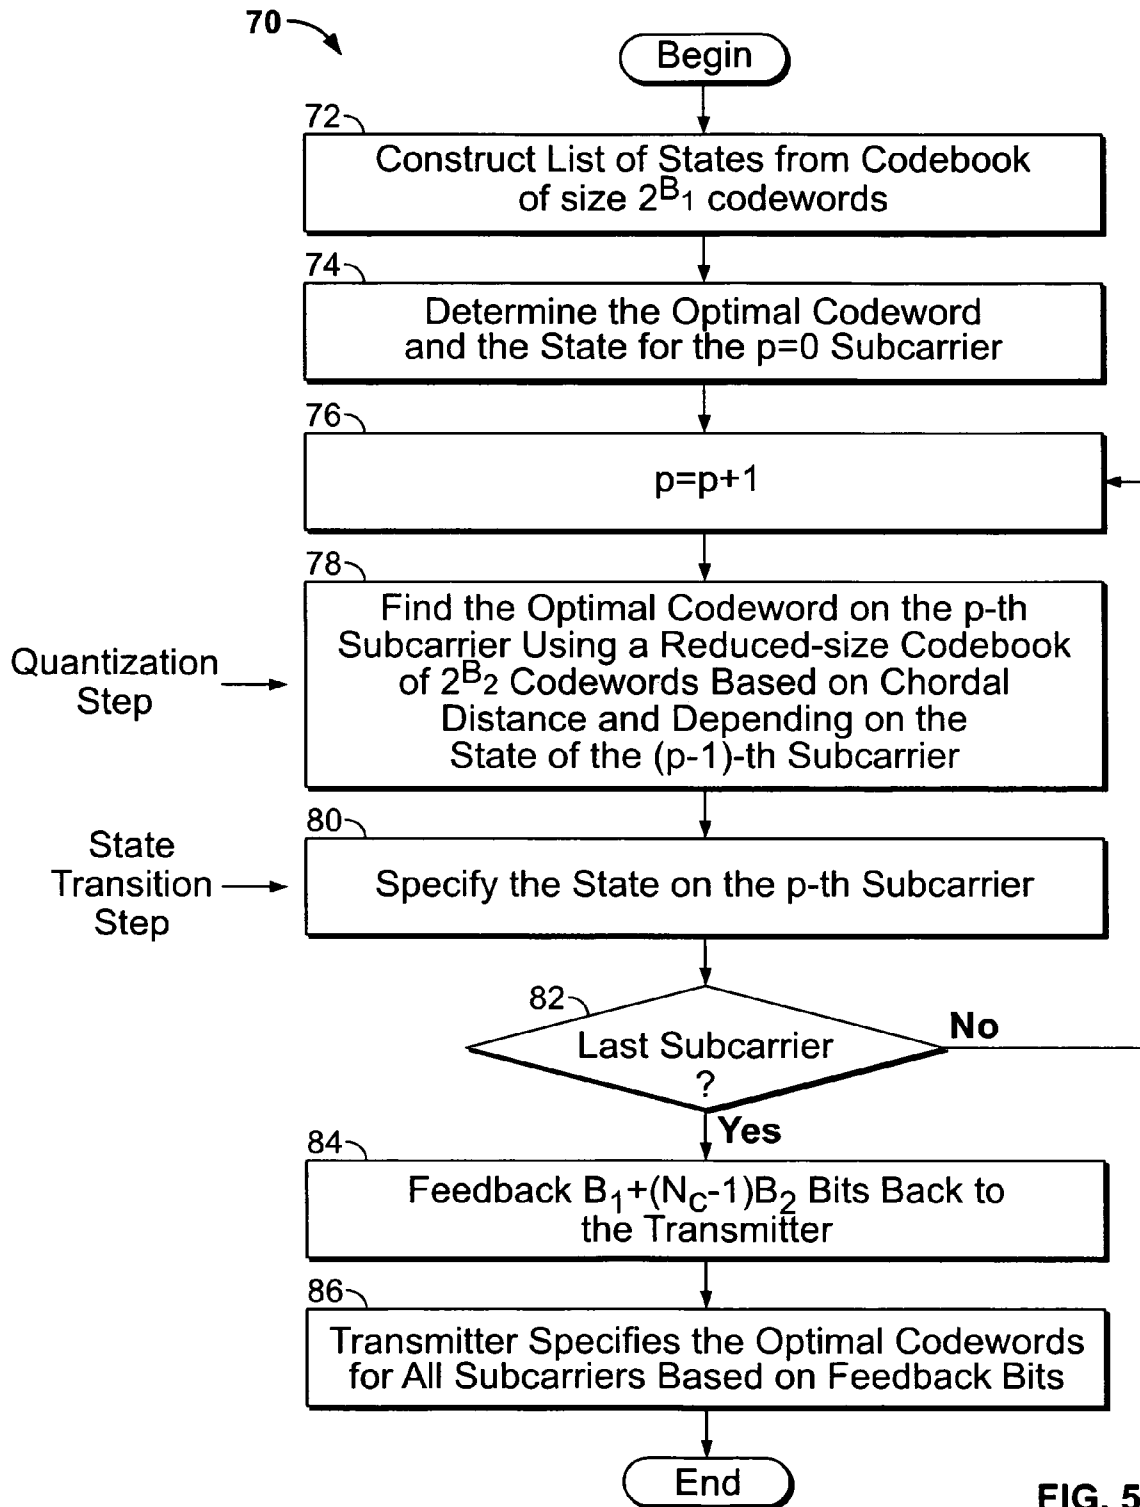 70
Begin
72
Construct List of States from Codebook
of size 2^B1 codewords
74
Determine the Optimal Codeword
and the State for the p=0 Subcarrier
76
p=p+1
78
Find the Optimal Codeword on the p-th
Subcarrier Using a Reduced-size Codebook
of 2^B2 Codewords Based on Chordal
Distance and Depending on the
State of the (p-1)-th Subcarrier
Quantization
Step
80
Specify the State on the p-th Subcarrier
State
Transition
Step
82
Last Subcarrier
?
No
Yes
84
Feedback B1+(NC-1)B2 Bits Back to
the Transmitter
86
Transmitter Specifies the Optimal Codewords
for All Subcarriers Based on Feedback Bits
End
FIG. 5